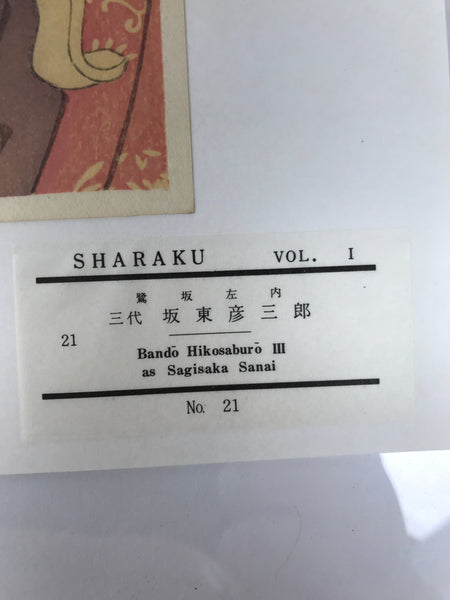 SHARAKU VOL. I
鷺坂左内
三代 坂東彦三郎
21
Bandō Hikosaburō III
as Sagisaka Sanai
No. 21